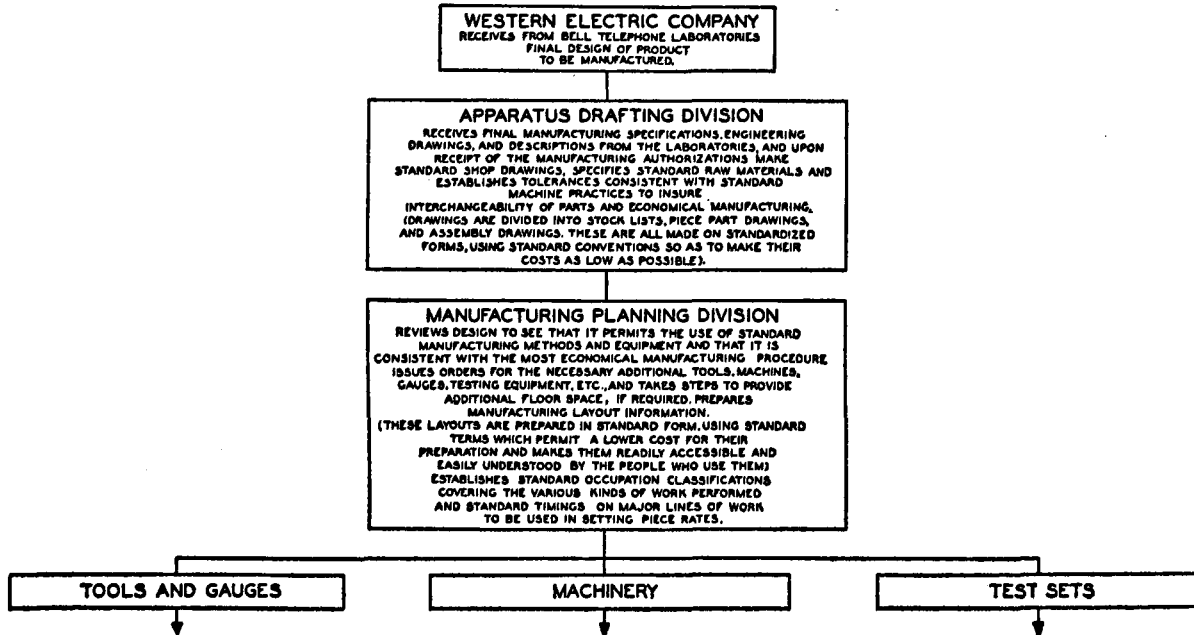 WESTERN ELECTRIC COMPANY
RECEIVES FROM BELL TELEPHONE LABORATORIES
FINAL DESIGN OF PRODUCT
TO BE MANUFACTURED.
APPARATUS DRAFTING DIVISION
RECEIVES FINAL MANUFACTURING SPECIFICATIONS, ENGINEERING
DRAWINGS, AND DESCRIPTIONS FROM THE LABORATORIES, AND UPON
RECEIPT OF THE MANUFACTURING AUTHORIZATIONS MAKE
STANDARD SHOP DRAWINGS, SPECIFIES STANDARD RAW MATERIALS AND
ESTABLISHES TOLERANCES CONSISTENT WITH STANDARD
MACHINE PRACTICES TO INSURE
INTERCHANGEABILITY OF PARTS AND ECONOMICAL MANUFACTURING.
(DRAWINGS ARE DIVIDED INTO STOCK LISTS, PIECE PART DRAWINGS,
AND ASSEMBLY DRAWINGS. THESE ARE ALL MADE ON STANDARDIZED
FORMS, USING STANDARD CONVENTIONS SO AS TO MAKE THEIR
COSTS AS LOW AS POSSIBLE).
MANUFACTURING PLANNING DIVISION
REVIEWS DESIGN TO SEE THAT IT PERMITS THE USE OF STANDARD
MANUFACTURING METHODS AND EQUIPMENT AND THAT IT IS
CONSISTENT WITH THE MOST ECONOMICAL MANUFACTURING PROCEDURE
ISSUES ORDERS FOR THE NECESSARY ADDITIONAL TOOLS, MACHINES,
GAUGES, TESTING EQUIPMENT, ETC., AND TAKES STEPS TO PROVIDE
ADDITIONAL FLOOR SPACE, IF REQUIRED. PREPARES
MANUFACTURING LAYOUT INFORMATION.
(THESE LAYOUTS ARE PREPARED IN STANDARD FORM, USING STANDARD
TERMS WHICH PERMIT A LOWER COST FOR THEIR
PREPARATION AND MAKES THEM READILY ACCESSIBLE AND
EASILY UNDERSTOOD BY THE PEOPLE WHO USE THEM)
ESTABLISHES STANDARD OCCUPATION CLASSIFICATIONS
COVERING THE VARIOUS KINDS OF WORK PERFORMED
AND STANDARD TIMINGS ON MAJOR LINES OF WORK
TO BE USED IN SETTING PIECE RATES.
TOOLS AND GAUGES
MACHINERY
TEST SETS